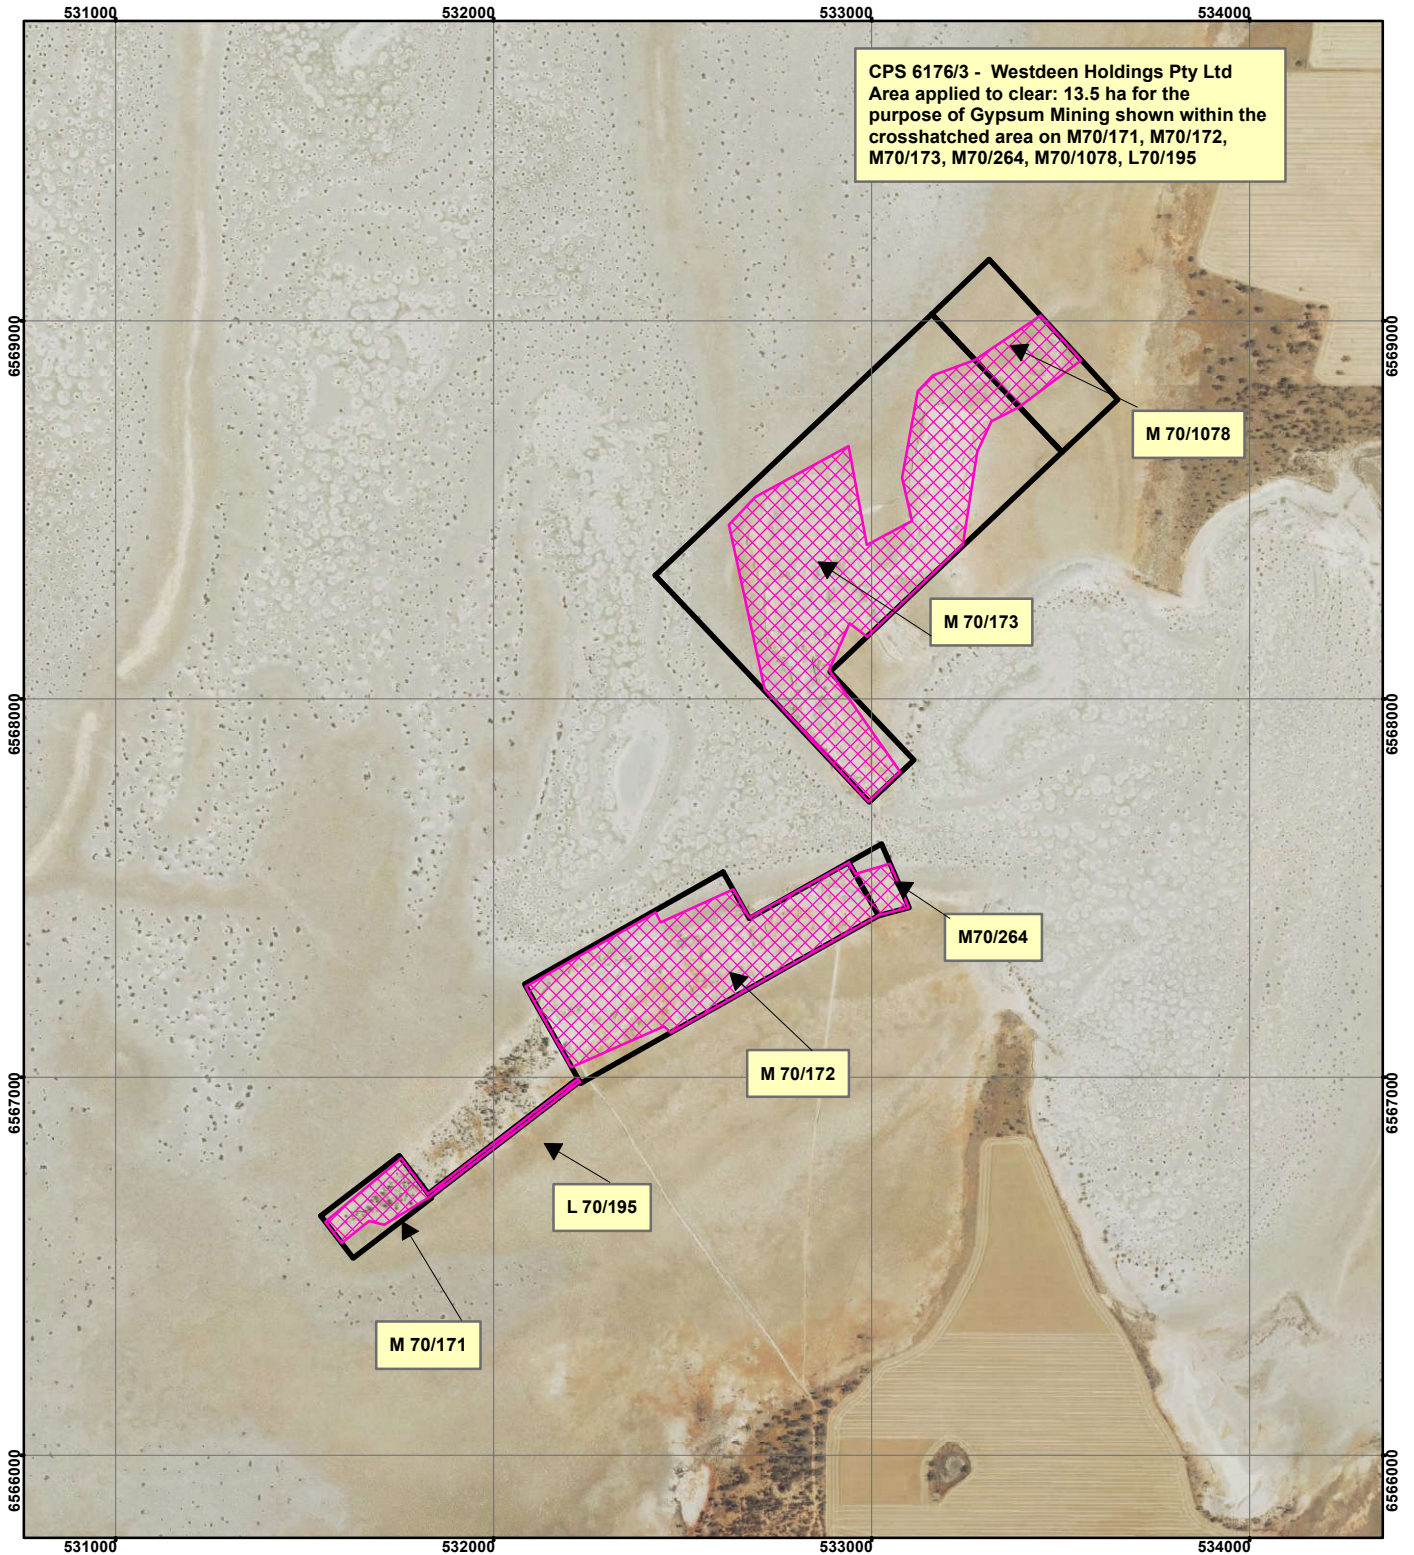 531000 532000 533000 534000
CPS 6176/3 - Westdeen Holdings Pty Ltd
Area applied to clear: 13.5 ha for the
purpose of Gypsum Mining shown within the
crosshatched area on M70/171, M70/172,
M70/173, M70/264, M70/1078, L70/195
6569000 6569000
M 70/1078
M 70/173
6568000 6568000
M70/264
M 70/172
6567000 6567000
L 70/195
M 70/171
6566000 6566000
531000 532000 533000 534000